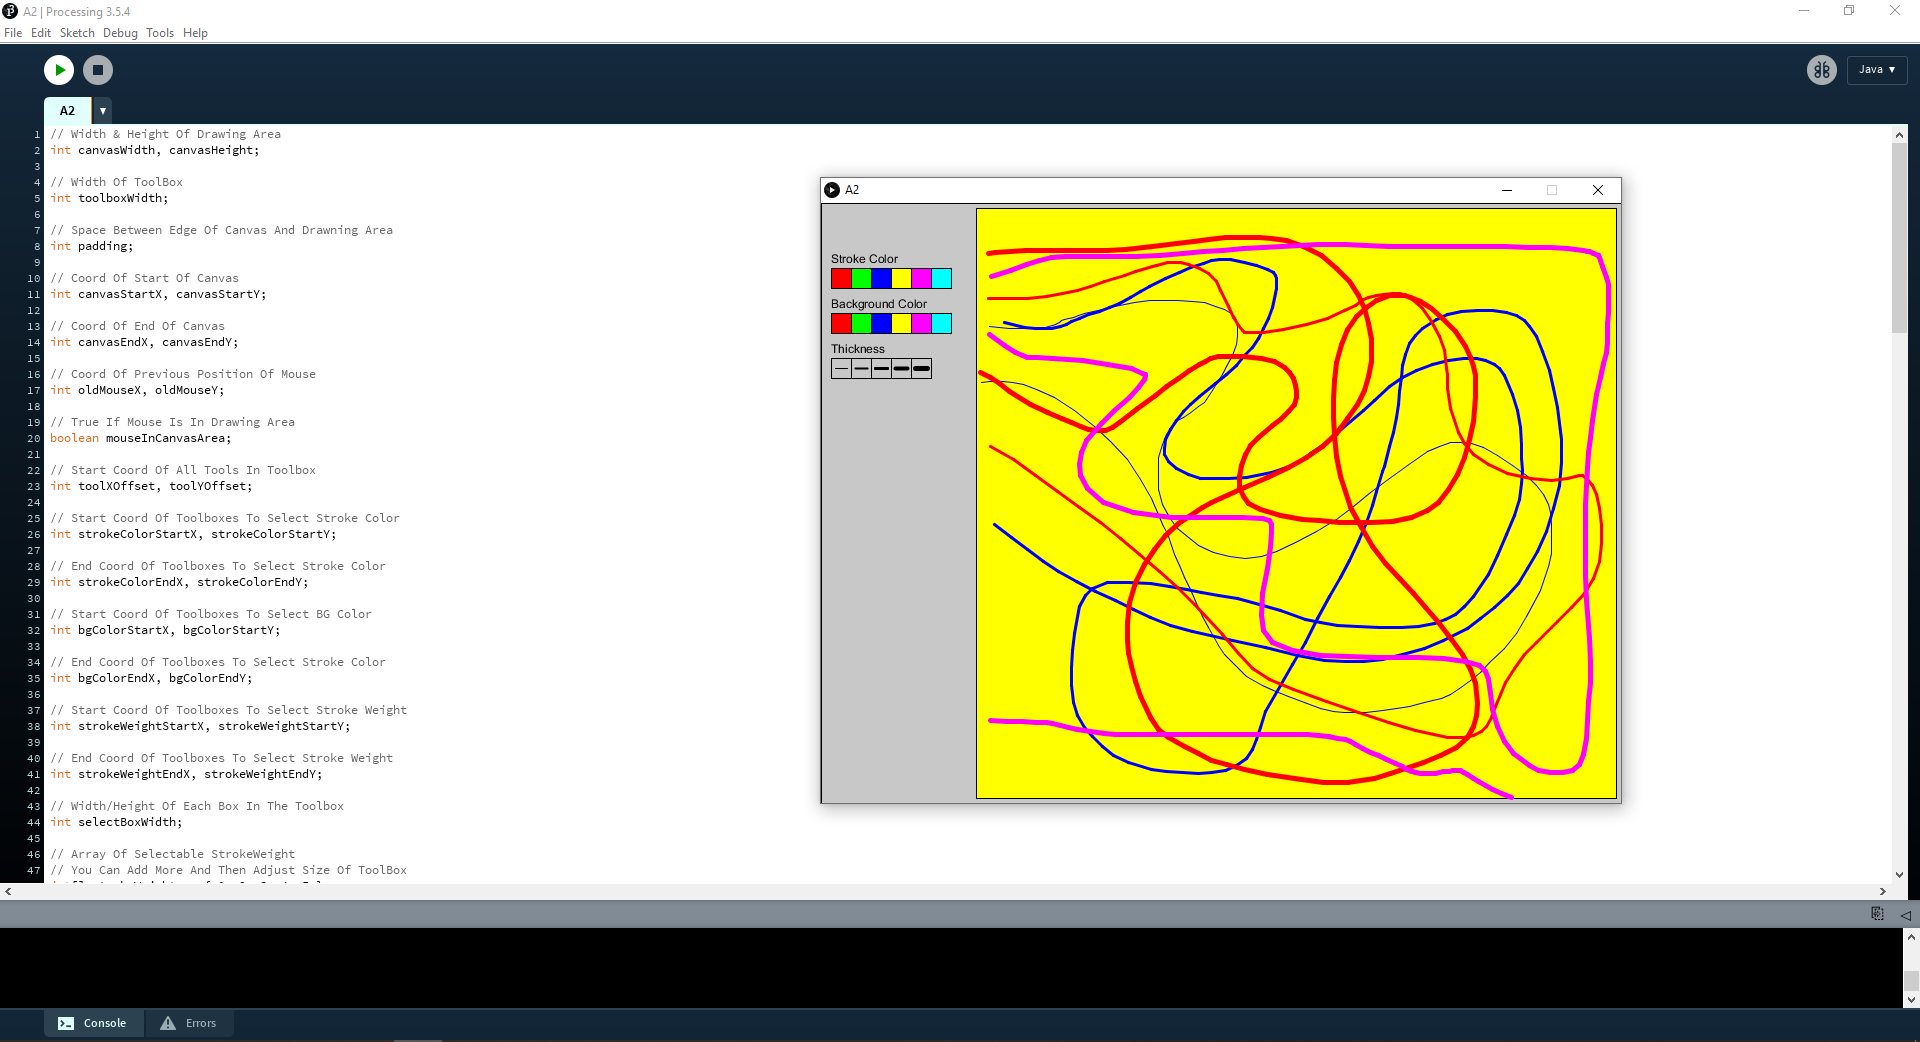 A2 | Processing 3.5.4
File Edit Sketch Debug Tools Help
Java ▾
A2 ▾
1 // Width & Height Of Drawing Area
2 int canvasWidth, canvasHeight;
3
4 // Width Of ToolBox
5 int toolboxWidth;
6
7 // Space Between Edge Of Canvas And Drawning Area
8 int padding;
9
10 // Coord Of Start Of Canvas
11 int canvasStartX, canvasStartY;
12
13 // Coord Of End Of Canvas
14 int canvasEndX, canvasEndY;
15
16 // Coord Of Previous Position Of Mouse
17 int oldMouseX, oldMouseY;
18
19 // True If Mouse Is In Drawing Area
20 boolean mouseInCanvasArea;
21
22 // Start Coord Of All Tools In Toolbox
23 int toolXOffset, toolYOffset;
24
25 // Start Coord Of Toolboxes To Select Stroke Color
26 int strokeColorStartX, strokeColorStartY;
27
28 // End Coord Of Toolboxes To Select Stroke Color
29 int strokeColorEndX, strokeColorEndY;
30
31 // Start Coord Of Toolboxes To Select BG Color
32 int bgColorStartX, bgColorStartY;
33
34 // End Coord Of Toolboxes To Select Stroke Color
35 int bgColorEndX, bgColorEndY;
36
37 // Start Coord Of Toolboxes To Select Stroke Weight
38 int strokeWeightStartX, strokeWeightStartY;
39
40 // End Coord Of Toolboxes To Select Stroke Weight
41 int strokeWeightEndX, strokeWeightEndY;
42
43 // Width/Height Of Each Box In The Toolbox
44 int selectBoxWidth;
45
46 // Array Of Selectable StrokeWeight
47 // You Can Add More And Then Adjust Size Of ToolBox
A2
Stroke Color
Background Color
Thickness
Console
Errors